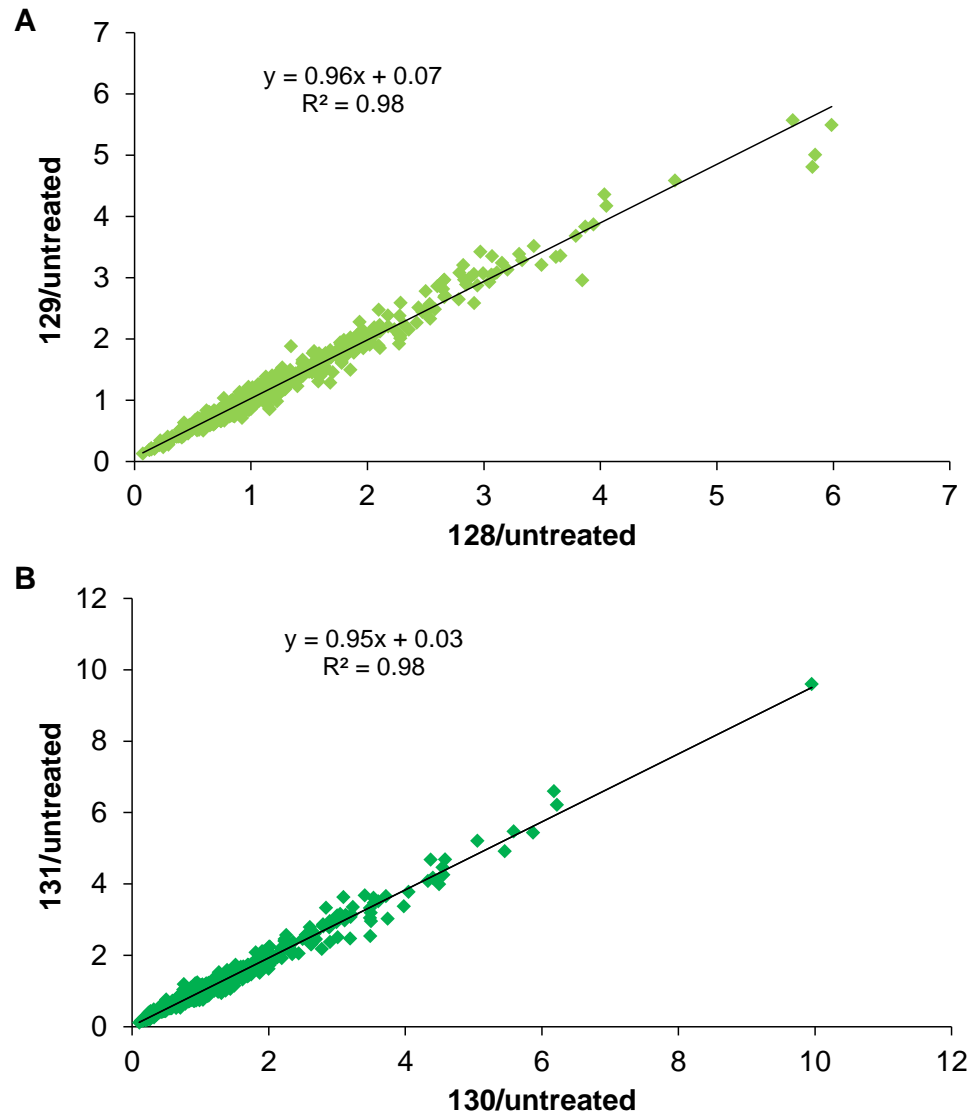 A
7
6
5
4
3
2
1
0
y = 0.96x + 0.07
R² = 0.98
129/untreated
0 1 2 3 4 5 6 7
128/untreated
B
12
10
8
6
4
2
0
y = 0.95x + 0.03
R² = 0.98
131/untreated
0 2 4 6 8 10 12
130/untreated